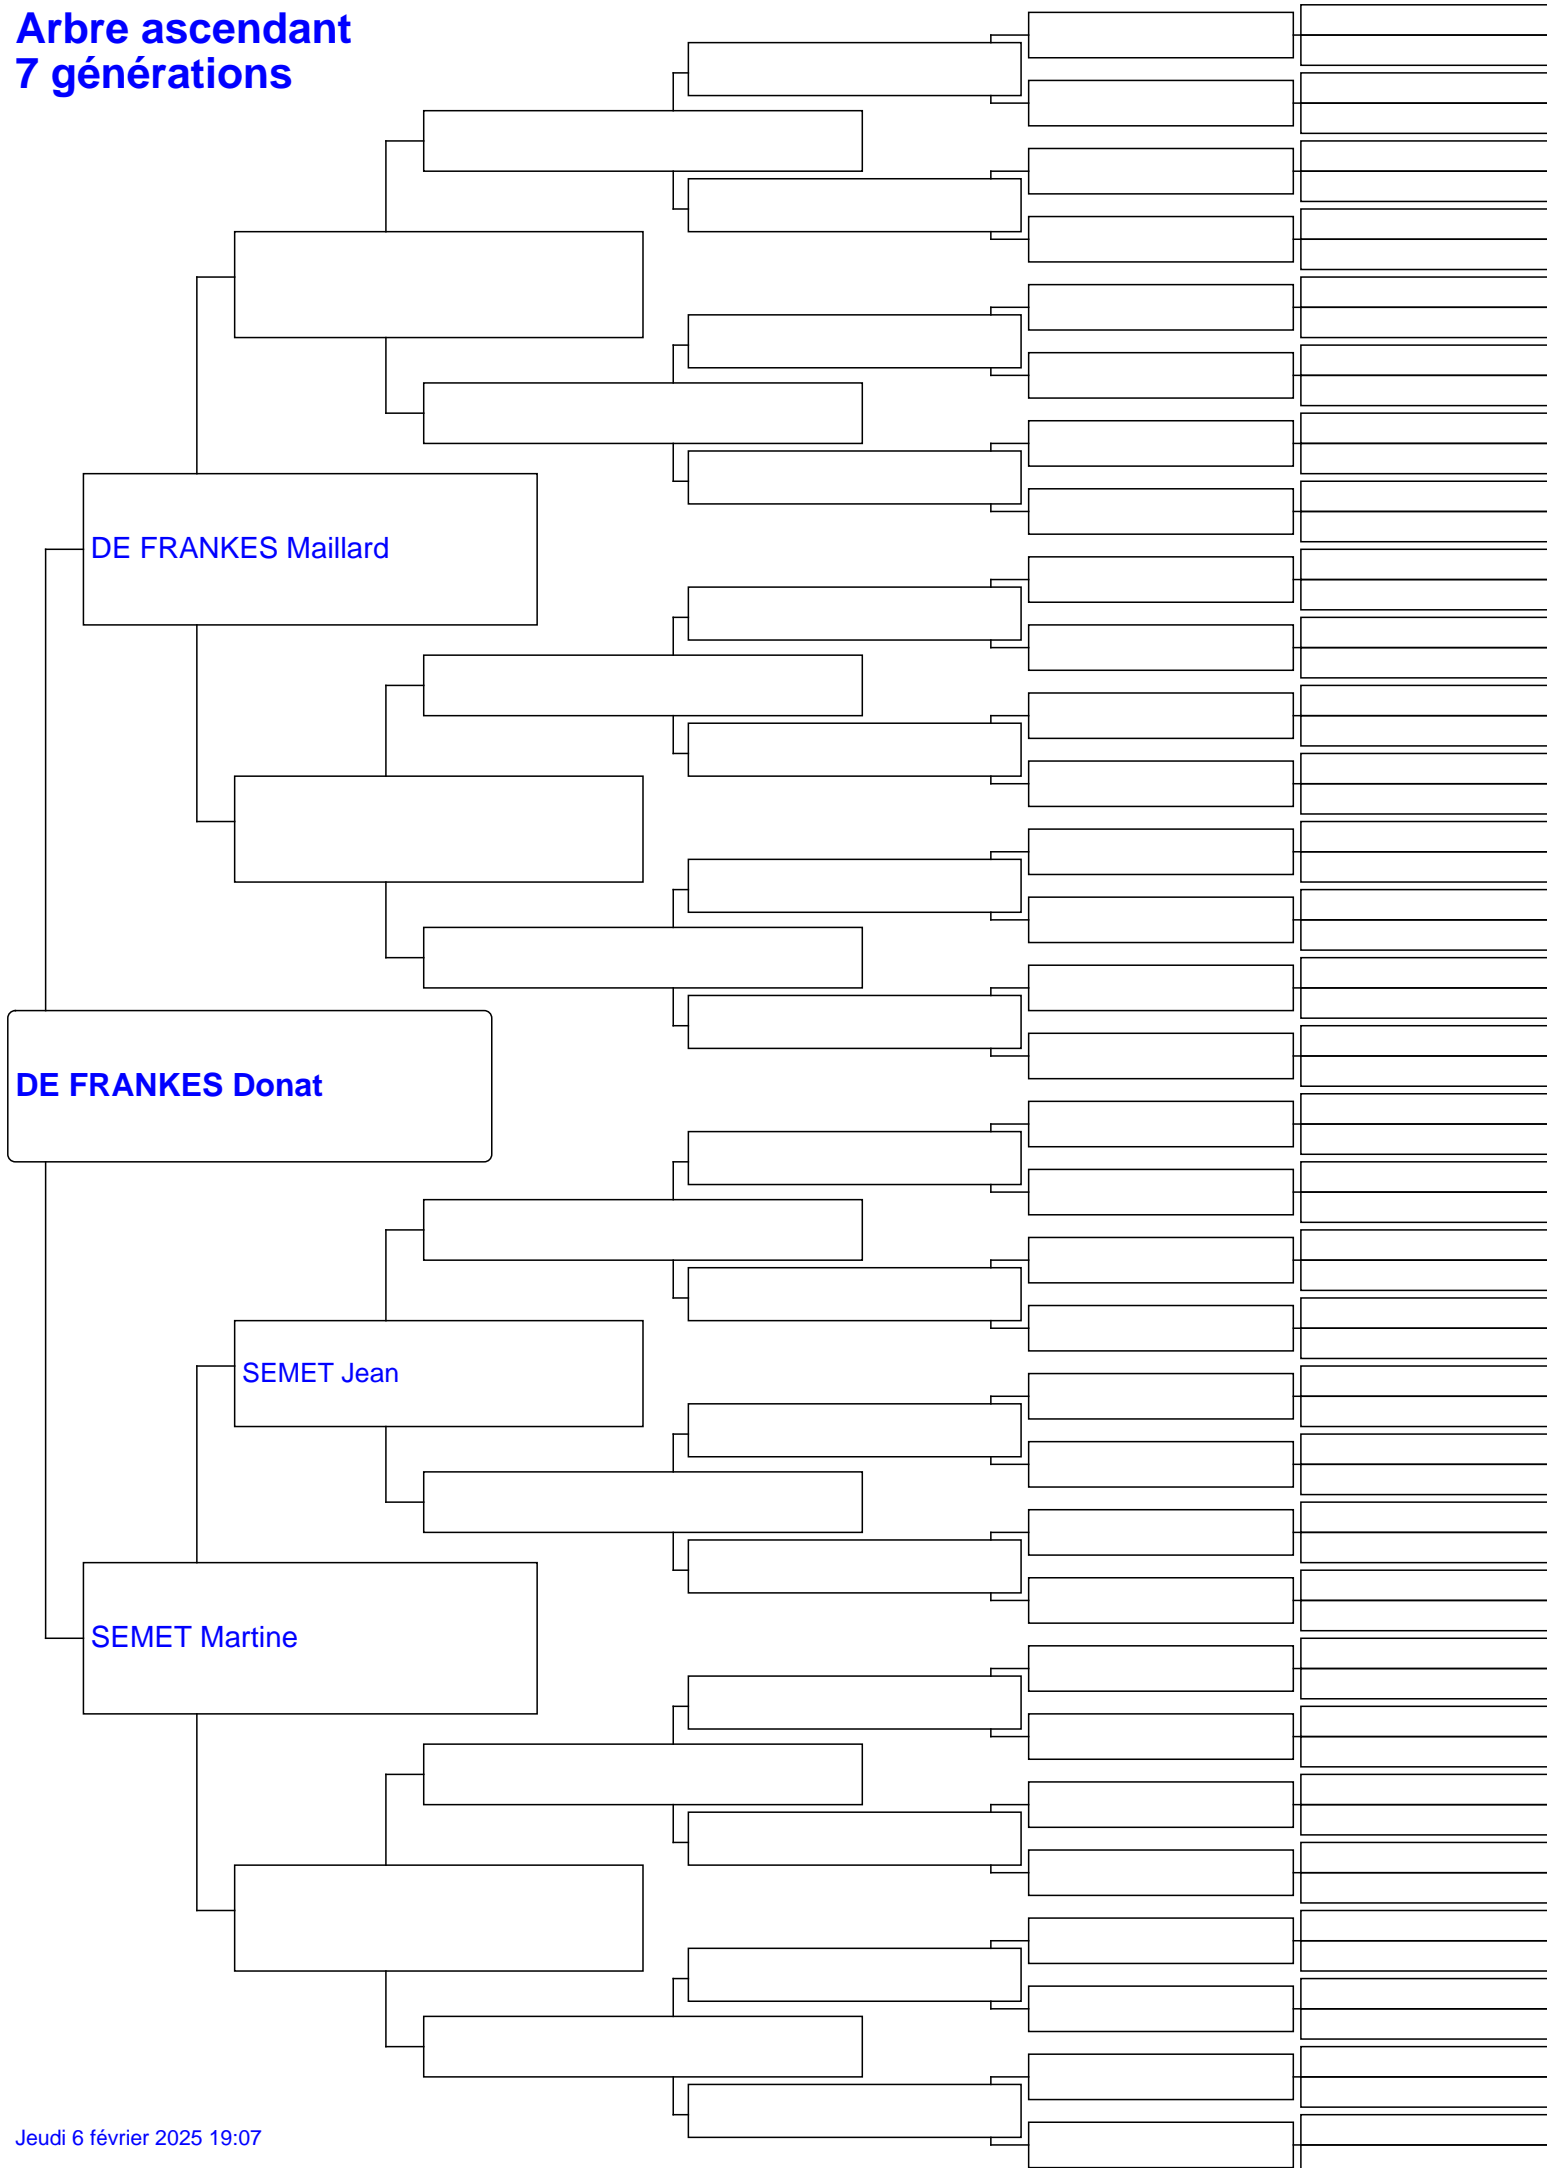 Arbre ascendant
7 générations
DE FRANKES Maillard
DE FRANKES Donat
SEMET Jean
SEMET Martine
Jeudi 6 février 2025 19:07